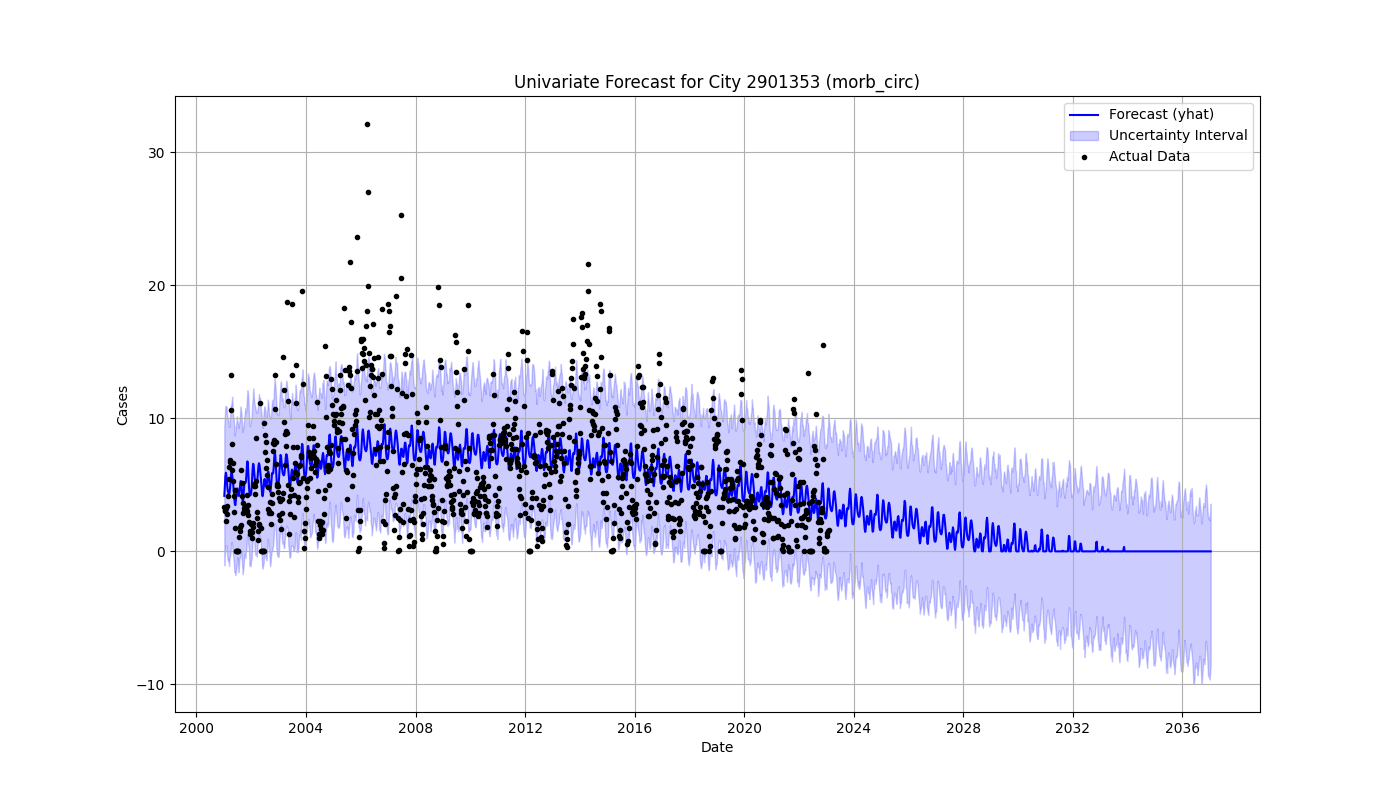 Univariate Forecast for City 2901353 (morb_circ)
Forecast (yhat)
Uncertainty Interval
Actual Data
Cases
30
20
10
0
−10
2000
2004
2008
2012
2016
2020
2024
2028
2032
2036
Date